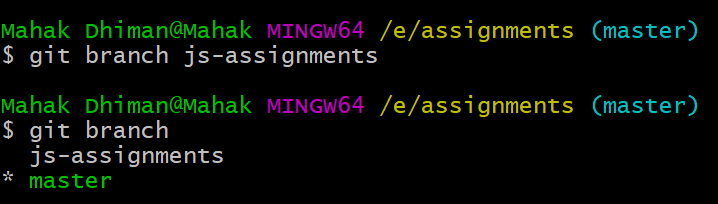 Mahak Dhiman@Mahak MINGW64 /e/assignments (master)
$ git branch js-assignments
Mahak Dhiman@Mahak MINGW64 /e/assignments (master)
$ git branch
  js-assignments
* master